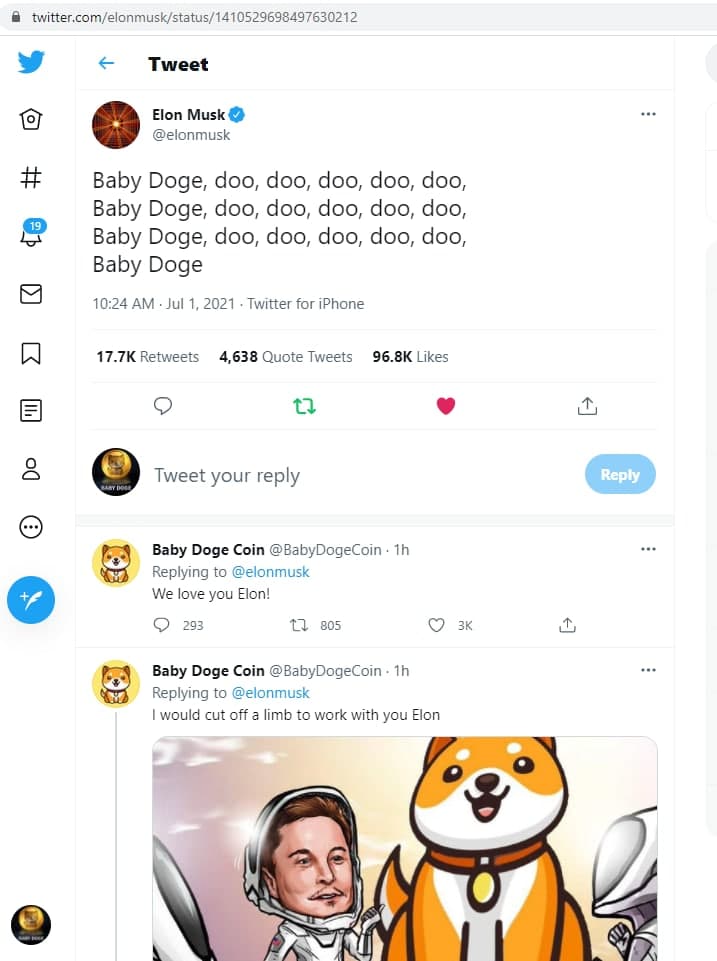 twitter.com/elonmusk/status/1410529698497630212
Tweet
Elon Musk
@elonmusk
Baby Doge, doo, doo, doo, doo, doo,
Baby Doge, doo, doo, doo, doo, doo,
Baby Doge, doo, doo, doo, doo, doo,
Baby Doge
10:24 AM · Jul 1, 2021 · Twitter for iPhone
17.7K Retweets 4,638 Quote Tweets 96.8K Likes
19
BABY DOGE
Tweet your reply
Reply
Baby Doge Coin @BabyDogeCoin · 1h
Replying to @elonmusk
We love you Elon!
293 805 3K
Baby Doge Coin @BabyDogeCoin · 1h
Replying to @elonmusk
I would cut off a limb to work with you Elon
BABY DOGE